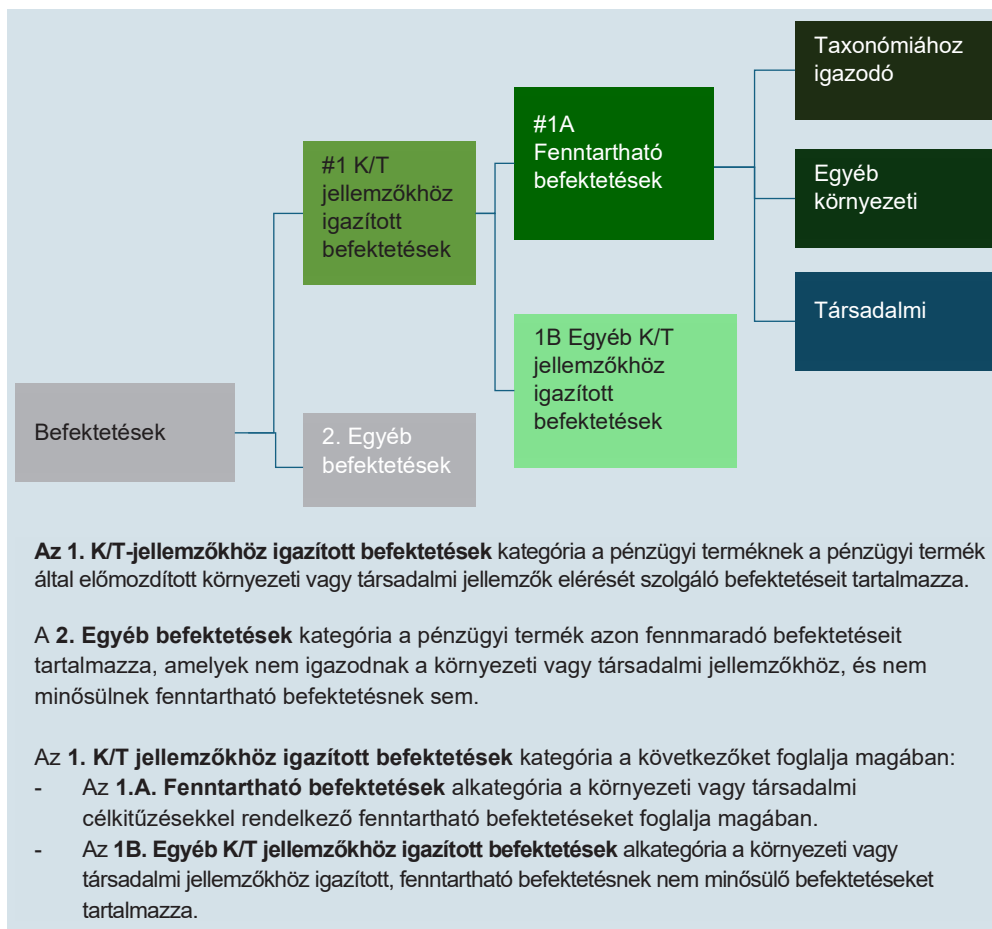 Taxonómiához
igazodó
#1A
Fenntartható
befektetések
#1 K/T
jellemzőkhöz
igazított
befektetések
Egyéb
környezeti
Társadalmi
1B Egyéb K/T
jellemzőkhöz
igazított
befektetések
Befektetések
2. Egyéb
befektetések
Az 1. K/T-jellemzőkhöz igazított befektetések kategória a pénzügyi terméknek a pénzügyi termék
által előmozdított környezeti vagy társadalmi jellemzők elérését szolgáló befektetéseit tartalmazza.
A 2. Egyéb befektetések kategória a pénzügyi termék azon fennmaradó befektetéseit
tartalmazza, amelyek nem igazodnak a környezeti vagy társadalmi jellemzőkhöz, és nem
minősülnek fenntartható befektetésnek sem.
Az 1. K/T jellemzőkhöz igazított befektetések kategória a következőket foglalja magában:
- Az 1.A. Fenntartható befektetések alkategória a környezeti vagy társadalmi
célkitűzésekkel rendelkező fenntartható befektetéseket foglalja magában.
- Az 1B. Egyéb K/T jellemzőkhöz igazított befektetések alkategória a környezeti vagy
társadalmi jellemzőkhöz igazított, fenntartható befektetésnek nem minősülő befektetéseket
tartalmazza.